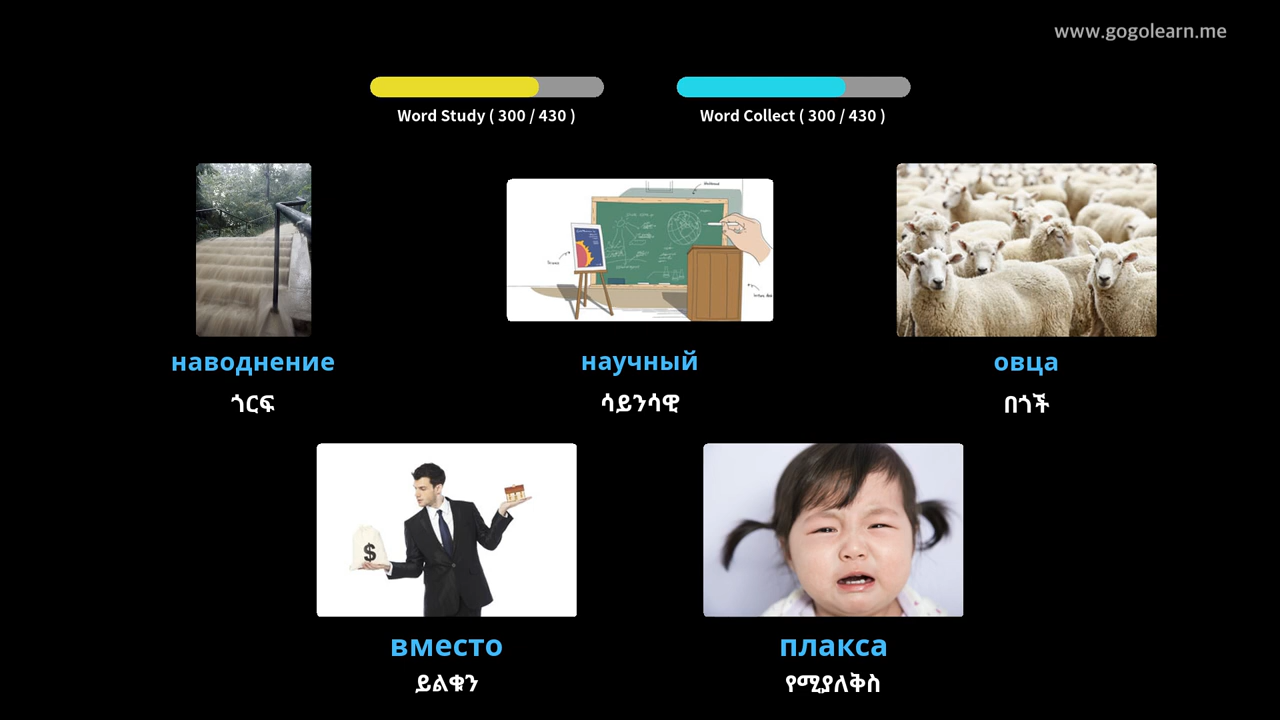 www.gogolearn.me
Word Study ( 300 / 430 )
Word Collect ( 300 / 430 )
наводнение
научный
овца
ጎርፍ
ሳይንሳዊ
በጎች
вместо
плакса
ይልቁን
የሚያለቅስ